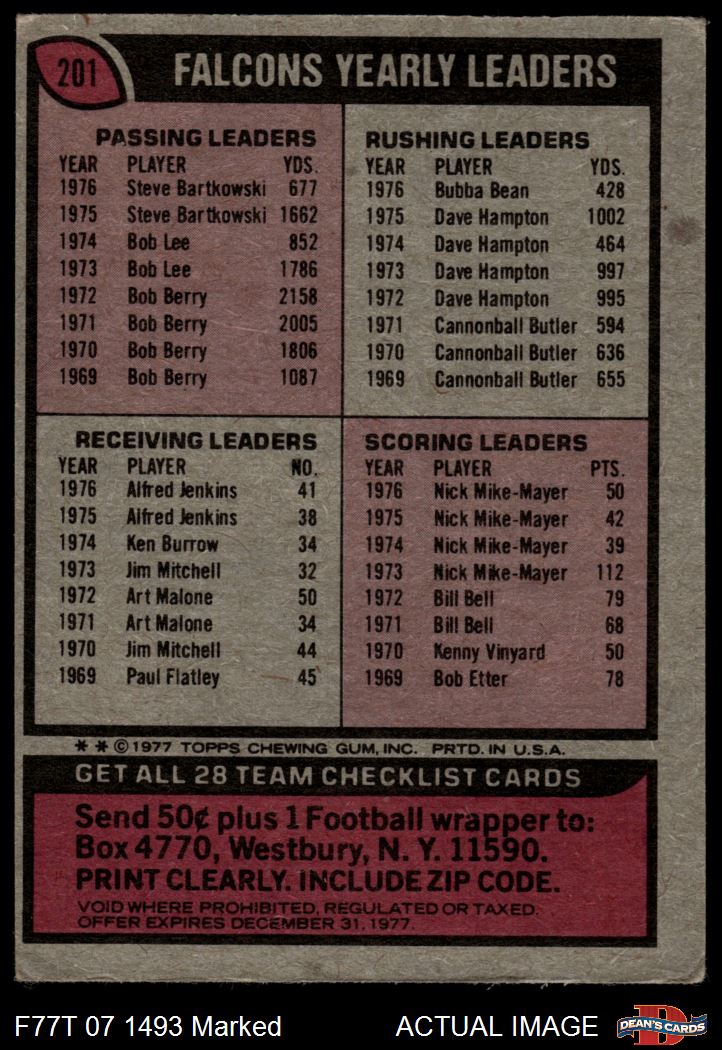 201 FALCONS YEARLY LEADERS
PASSING LEADERS
YEAR PLAYER YDS.
1976 Steve Bartkowski 677
1975 Steve Bartkowski 1662
1974 Bob Lee 852
1973 Bob Lee 1786
1972 Bob Berry 2158
1971 Bob Berry 2005
1970 Bob Berry 1806
1969 Bob Berry 1087
RUSHING LEADERS
YEAR PLAYER YDS.
1976 Bubba Bean 428
1975 Dave Hampton 1002
1974 Dave Hampton 464
1973 Dave Hampton 997
1972 Dave Hampton 995
1971 Cannonball Butler 594
1970 Cannonball Butler 636
1969 Cannonball Butler 655
RECEIVING LEADERS
YEAR PLAYER NO.
1976 Alfred Jenkins 41
1975 Alfred Jenkins 38
1974 Ken Burrow 34
1973 Jim Mitchell 32
1972 Art Malone 50
1971 Art Malone 34
1970 Jim Mitchell 44
1969 Paul Flatley 45
SCORING LEADERS
YEAR PLAYER PTS.
1976 Nick Mike-Mayer 50
1975 Nick Mike-Mayer 42
1974 Nick Mike-Mayer 39
1973 Nick Mike-Mayer 112
1972 Bill Bell 79
1971 Bill Bell 68
1970 Kenny Vinyard 50
1969 Bob Etter 78
* * © 1977 TOPPS CHEWING GUM, INC. PRTD. IN U.S.A.
GET ALL 28 TEAM CHECKLIST CARDS
Send 50¢ plus 1 Football wrapper to:
Box 4770, Westbury, N. Y. 11590.
PRINT CLEARLY. INCLUDE ZIP CODE.
VOID WHERE PROHIBITED, REGULATED OR TAXED.
OFFER EXPIRES DECEMBER 31, 1977.
F77T 07 1493 Marked ACTUAL IMAGE D DEAN'S CARDS